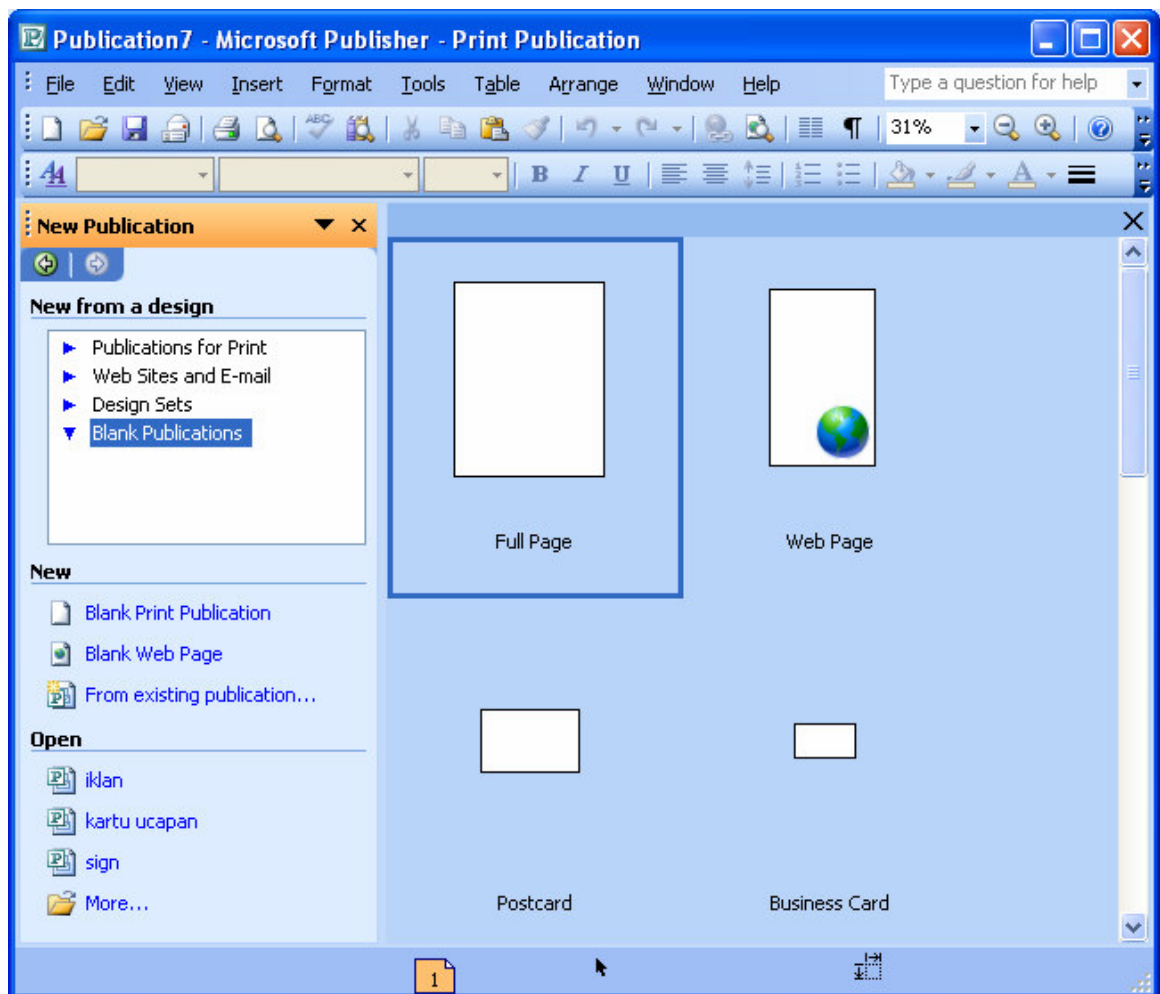 Publication7 - Microsoft Publisher - Print Publication
File Edit View Insert Format Tools Table Arrange Window Help Type a question for help
ABC ¶ 31% ?
A4 B I U A
New Publication
New from a design
Publications for Print
Web Sites and E-mail
Design Sets
Blank Publications
Full Page Web Page
New
Blank Print Publication
Blank Web Page
From existing publication...
Open
iklan
kartu ucapan
sign
More...
Postcard Business Card
1